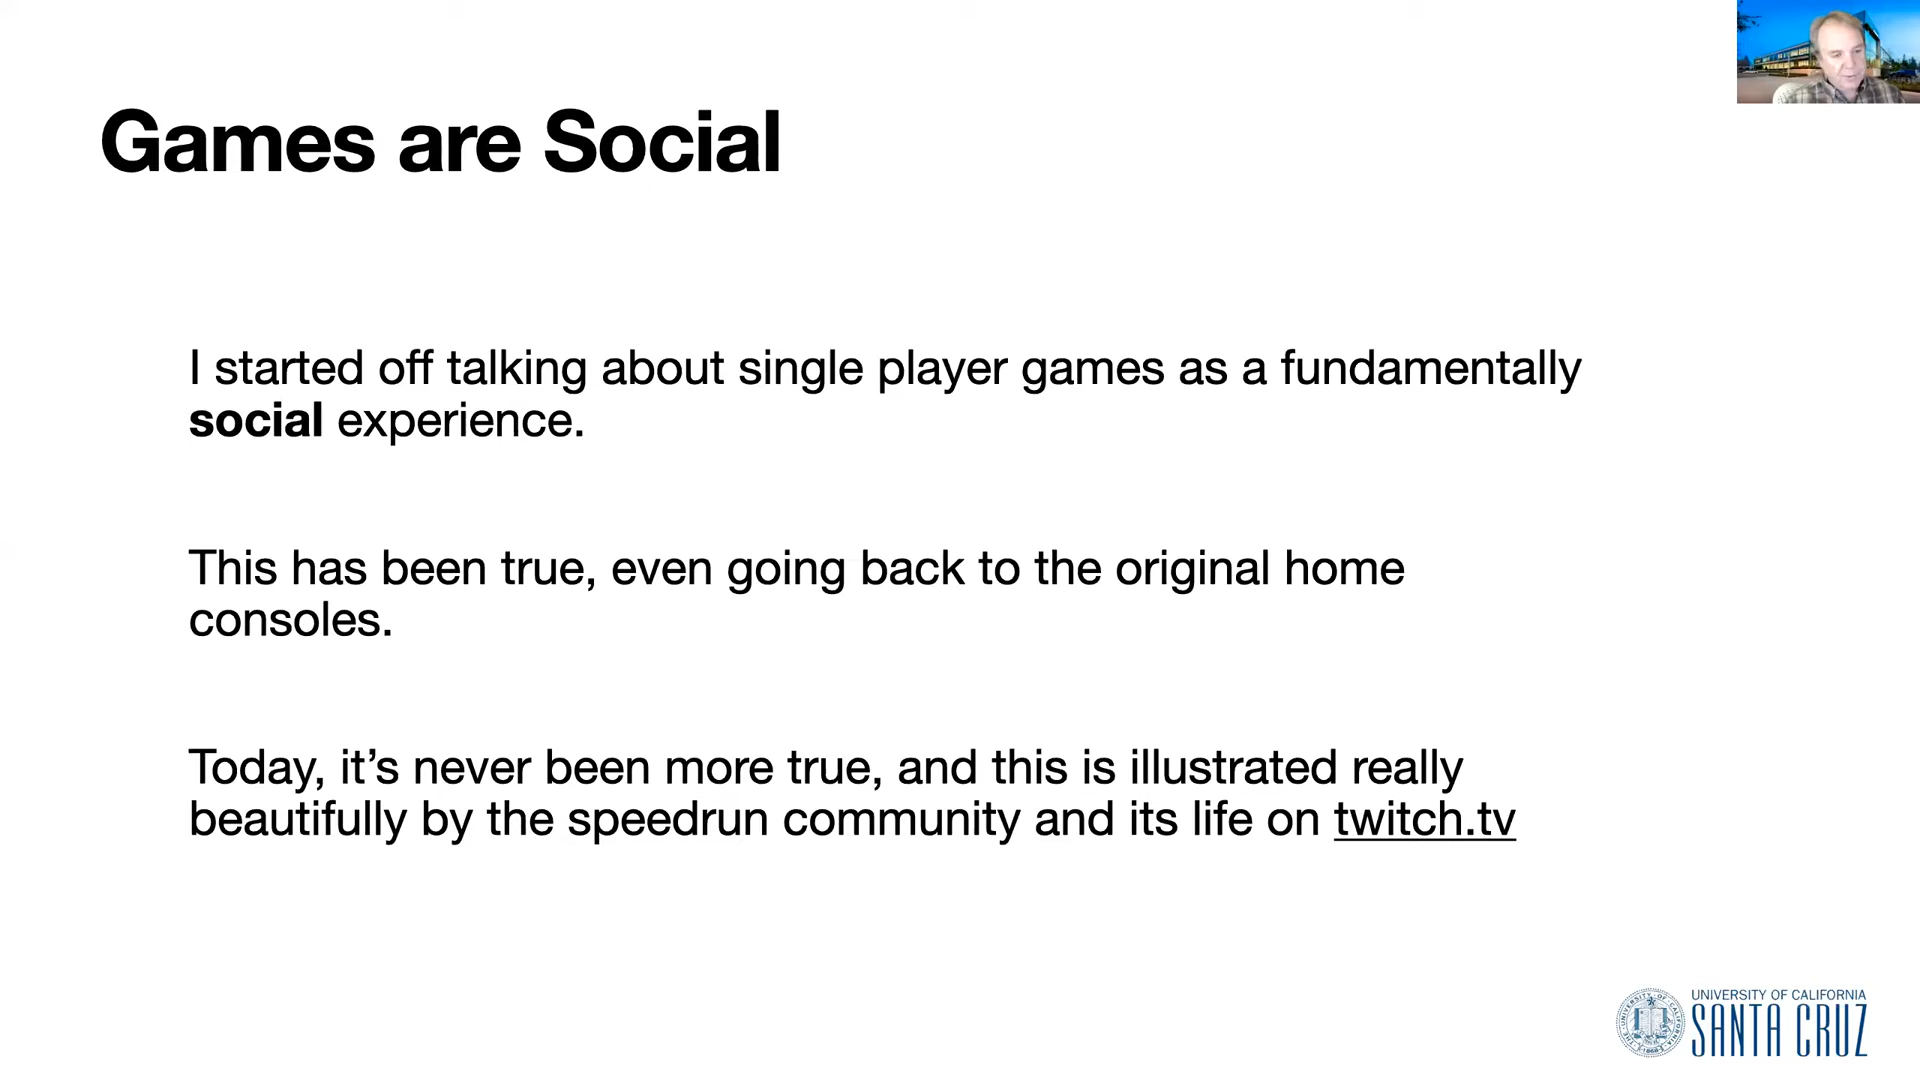 Games are Social
I started off talking about single player games as a fundamentally
social experience.
This has been true, even going back to the original home
consoles.
Today, it’s never been more true, and this is illustrated really
beautifully by the speedrun community and its life on twitch.tv
UNIVERSITY OF CALIFORNIA
SANTA CRUZ